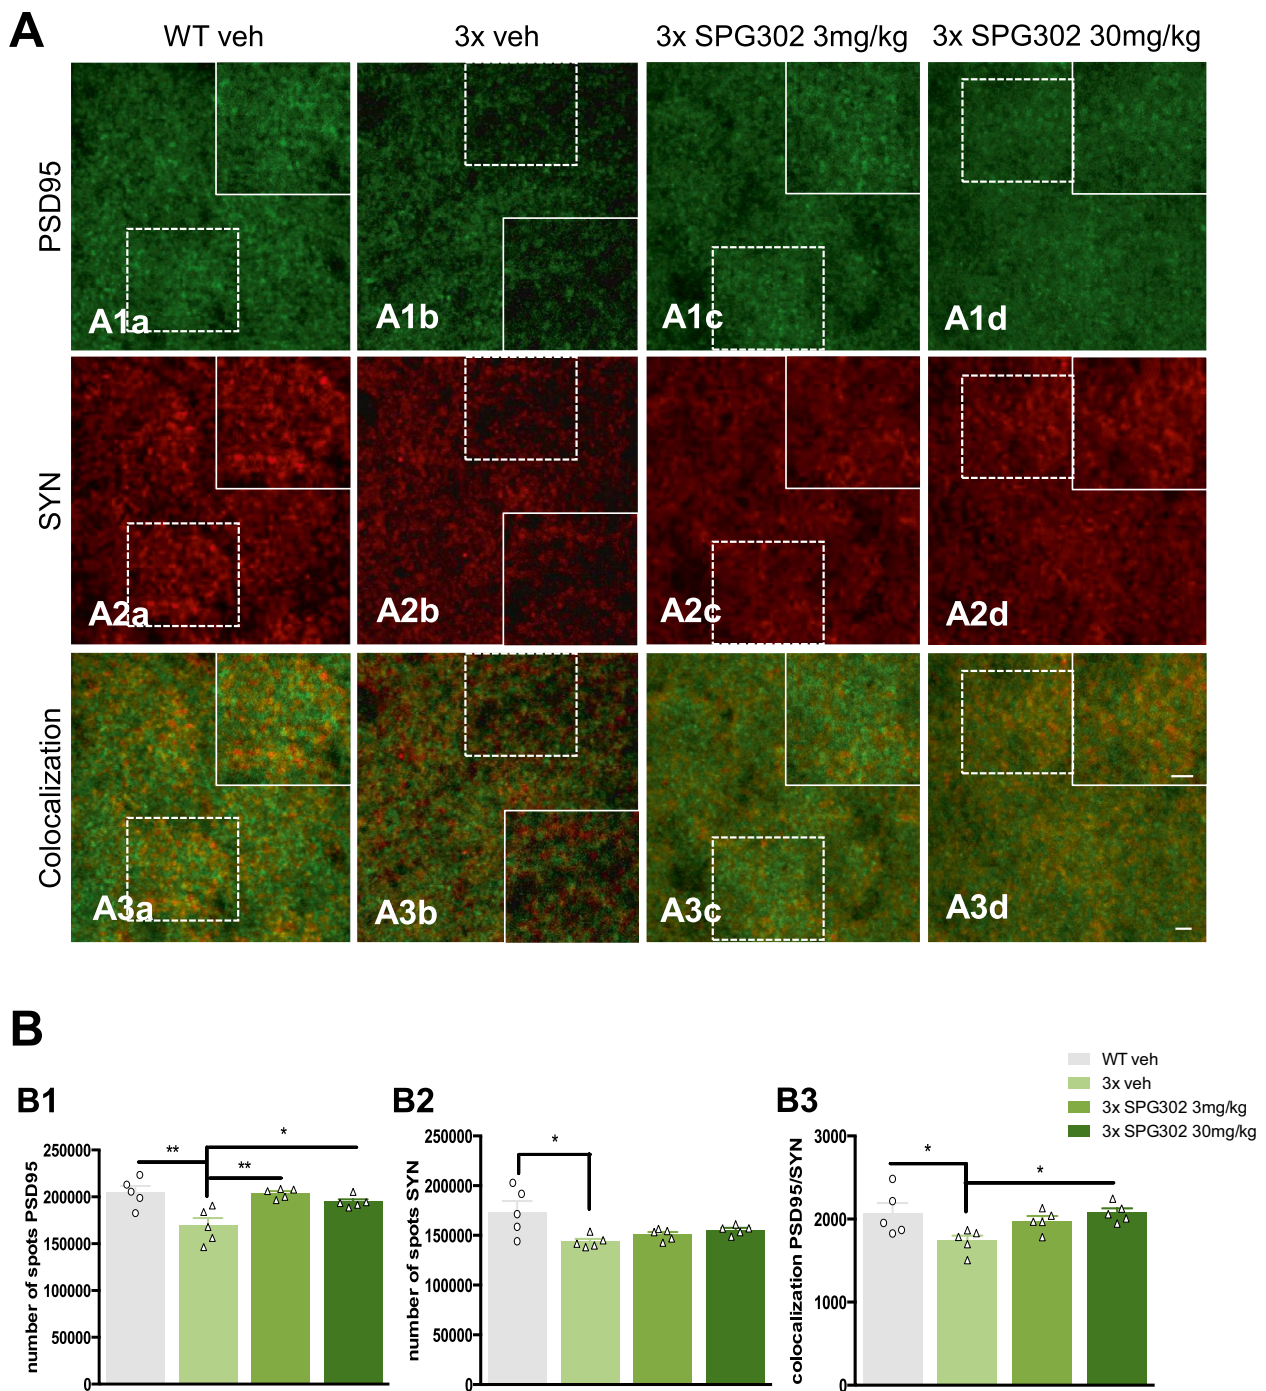 A
WT veh
3x veh
3x SPG302 3mg/kg
3x SPG302 30mg/kg
PSD95
A1a
A1b
A1c
A1d
SYN
A2a
A2b
A2c
A2d
Colocalization
A3a
A3b
A3c
A3d
B
WT veh
3x veh
3x SPG302 3mg/kg
3x SPG302 30mg/kg
B1
number of spots PSD95
250000
200000
150000
100000
50000
0
**
**
*
B2
number of spots SYN
250000
200000
150000
100000
50000
0
*
B3
colocalization PSD95/SYN
3000
2000
1000
0
*
*